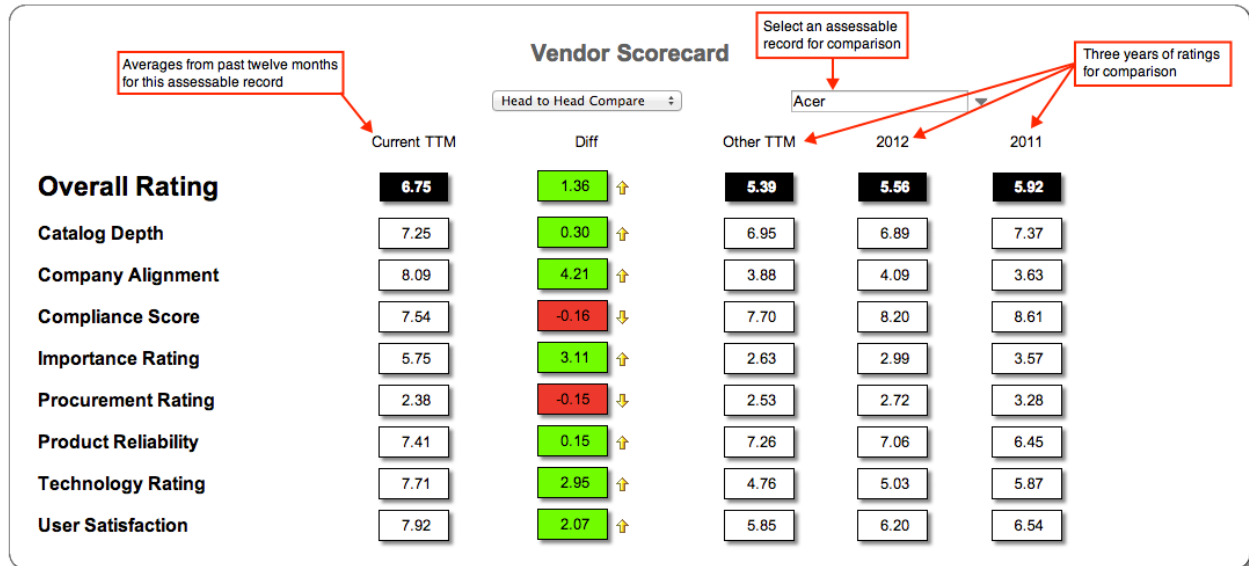 Select an assessable
record for comparison
Vendor Scorecard
Averages from past twelve months
for this assessable record
Three years of ratings
for comparison
Head to Head Compare
Acer
Current TTM Diff Other TTM 2012 2011
Overall Rating 6.75 1.36 5.39 5.56 5.92
Catalog Depth 7.25 0.30 6.95 6.89 7.37
Company Alignment 8.09 4.21 3.88 4.09 3.63
Compliance Score 7.54 -0.16 7.70 8.20 8.61
Importance Rating 5.75 3.11 2.63 2.99 3.57
Procurement Rating 2.38 -0.15 2.53 2.72 3.28
Product Reliability 7.41 0.15 7.26 7.06 6.45
Technology Rating 7.71 2.95 4.76 5.03 5.87
User Satisfaction 7.92 2.07 5.85 6.20 6.54